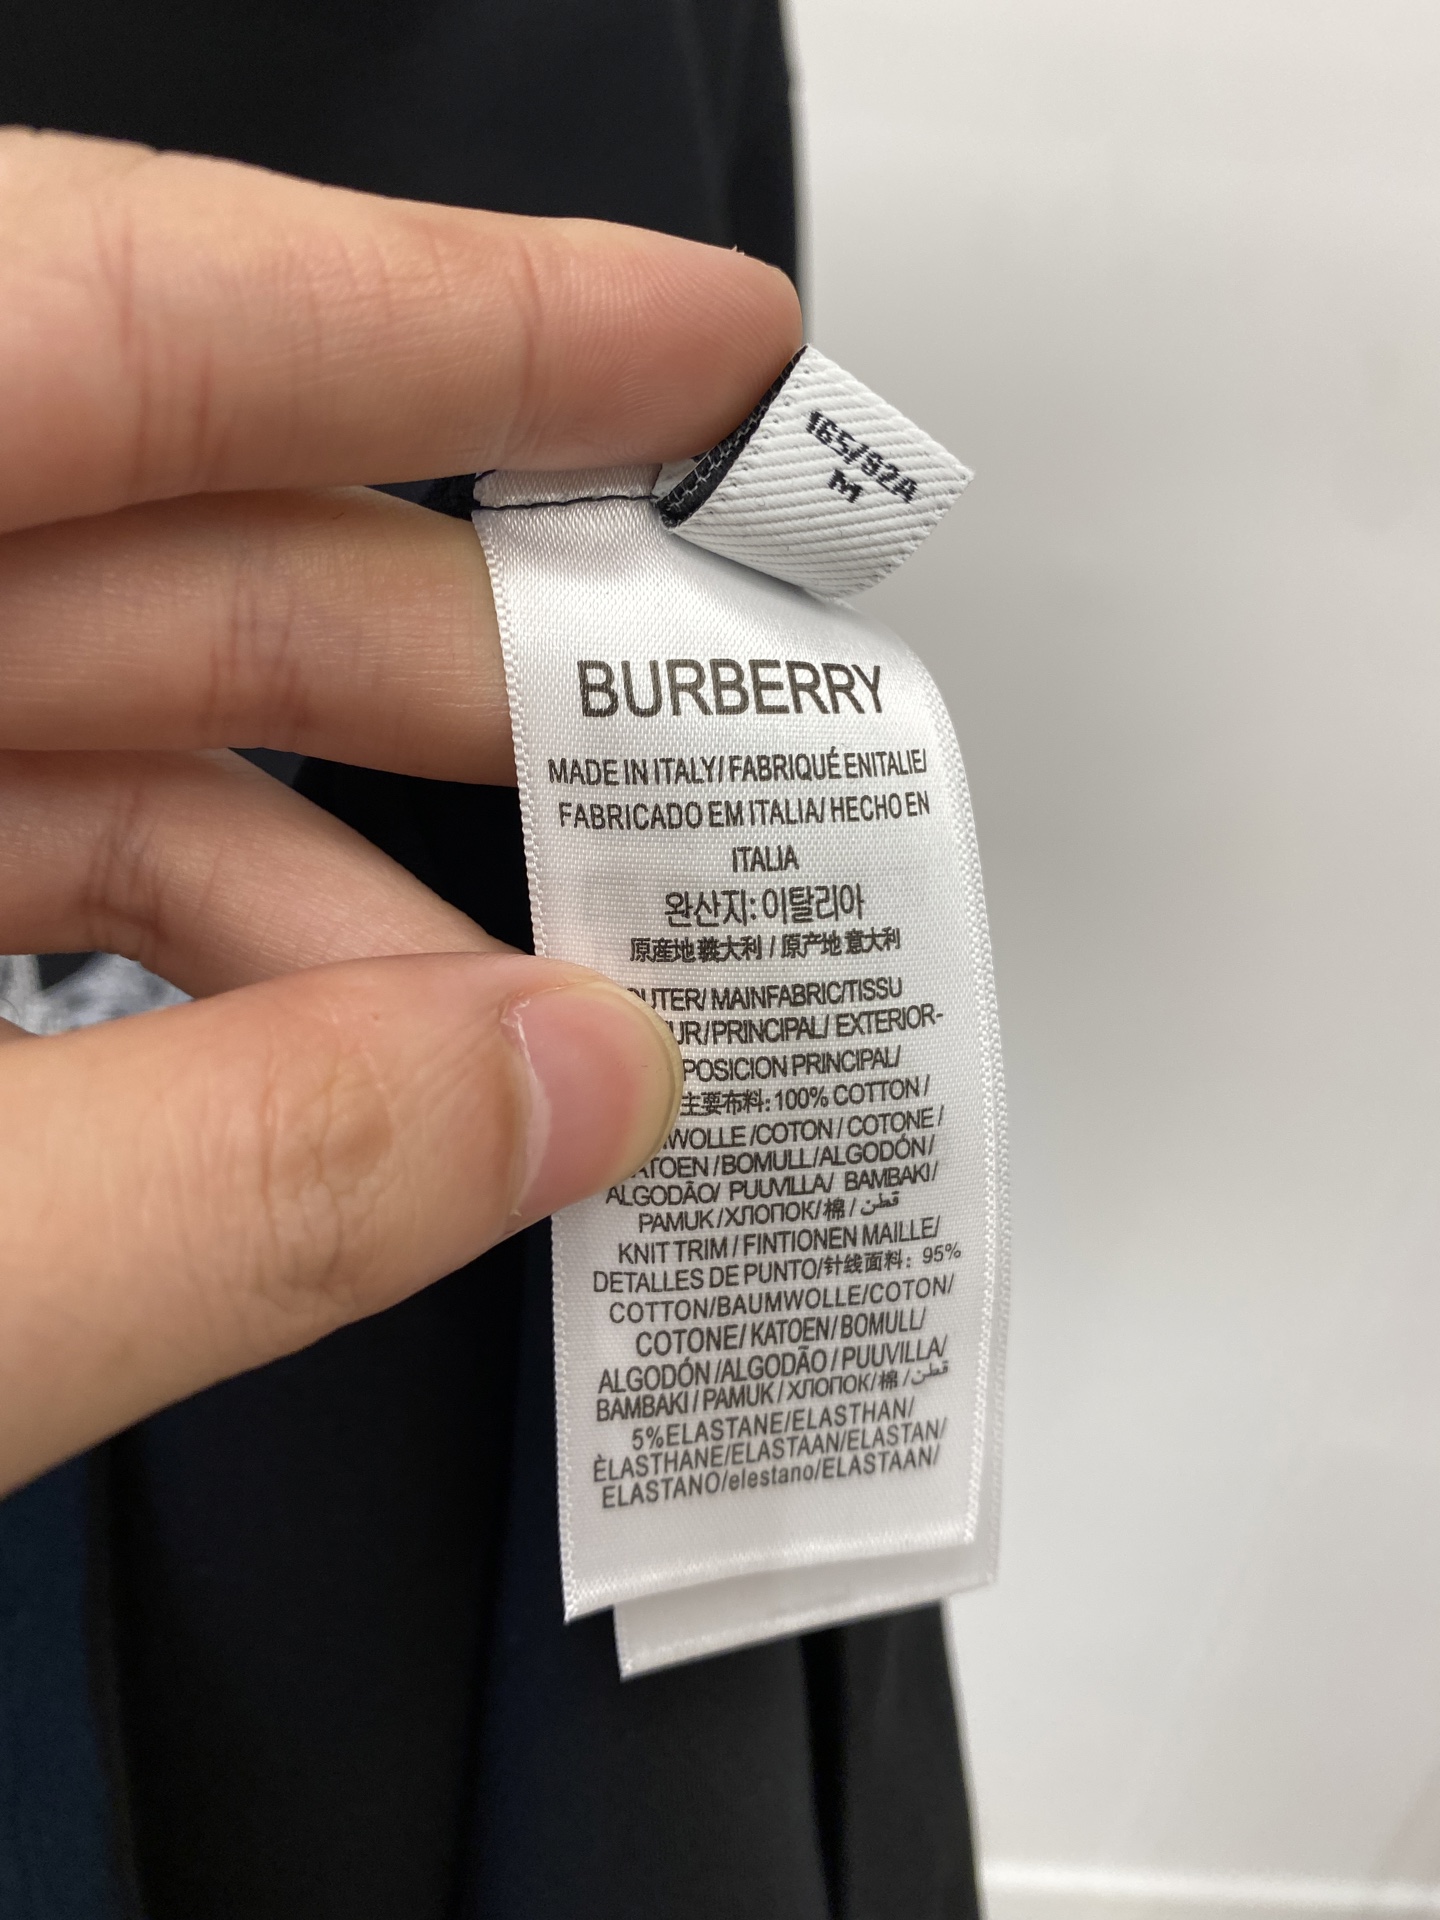 165/92A
M
BURBERRY
MADE IN ITALY/ FABRIQUÉ ENITALIE/
FABRICADO EM ITALIA/ HECHO EN
ITALIA
완산지: 이탈리아
原産地 義大利 / 原产地 意大利
OUTER/ MAINFABRIC/TISSU
UR/PRINCIPAL/ EXTERIOR-
POSICION PRINCIPAL/
主要布料: 100% COTTON /
WOLLE /COTON / COTONE /
ATOEN /BOMULL/ALGODÓN /
ALGODÃO/ PUUVILLA/ BAMBAKI/
PAMUK /ХЛОПОК/ 棉 / قطن
KNIT TRIM / FINTIONEN MAILLE/
DETALLES DE PUNTO/针线面料: 95%
COTTON/BAUMWOLLE/COTON/
COTONE/ KATOEN/ BOMULL/
ALGODÓN /ALGODÃO / PUUVILLA/
BAMBAKI / PAMUK / ХЛОПОК/ 棉 / قطن
5%ELASTANE/ELASTHAN/
ÈLASTHANE/ELASTAAN/ELASTAN/
ELASTANO/elestano/ELASTAAN/